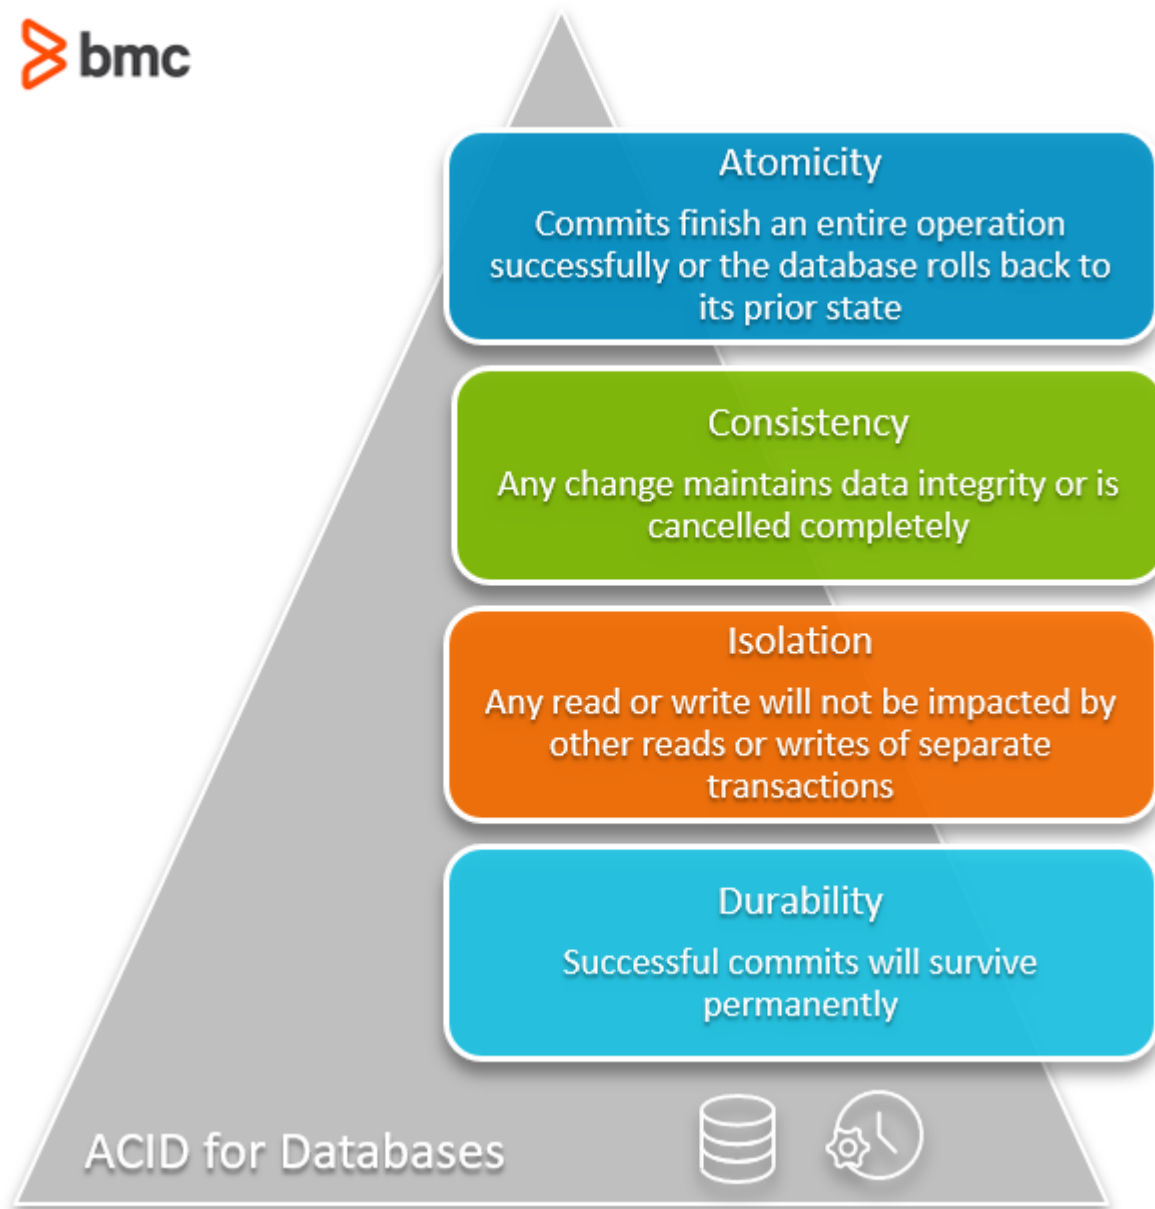 bmc
Atomicity
Commits finish an entire operation
successfully or the database rolls back to
its prior state
Consistency
Any change maintains data integrity or is
cancelled completely
Isolation
Any read or write will not be impacted by
other reads or writes of separate
transactions
Durability
Successful commits will survive
permanently
ACID for Databases